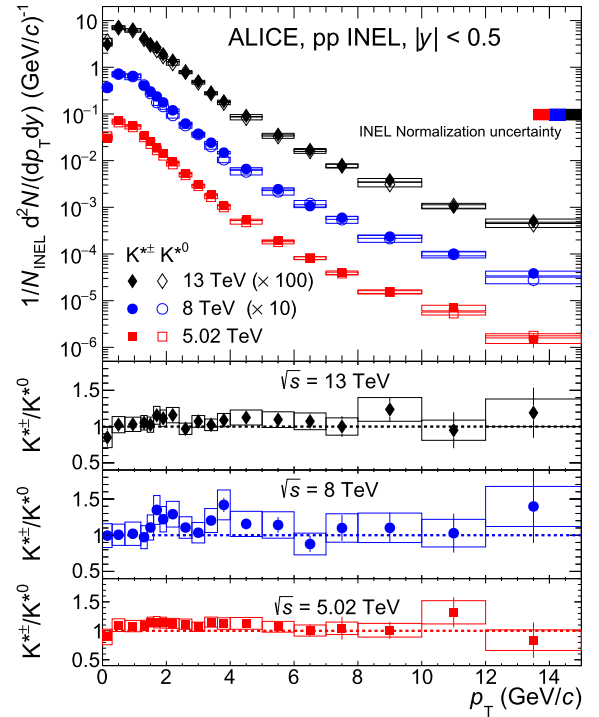 ALICE, pp INEL, |y| < 0.5
1/N_INEL d²N/(dp_Tdy) (GeV/c)⁻¹
10
1
10⁻¹
10⁻²
10⁻³
10⁻⁴
10⁻⁵
10⁻⁶
INEL Normalization uncertainty
K*± K*⁰
13 TeV (× 100)
8 TeV (× 10)
5.02 TeV
K*±/K*⁰
1.5
1
0.5
√s = 13 TeV
K*±/K*⁰
1.5
1
0.5
√s = 8 TeV
K*±/K*⁰
1.5
1
0.5
√s = 5.02 TeV
0 2 4 6 8 10 12 14
p_T (GeV/c)